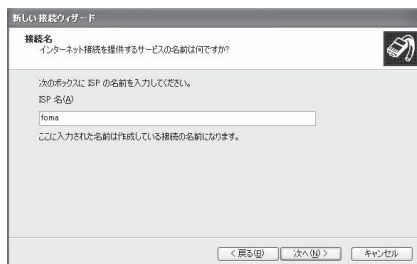 新しい接続ウィザード
接続名
インターネット接続を提供するサービスの名前は何ですか?
次のボックスに ISP の名前を入力してください。
ISP 名(A)
foma
ここに入力された名前は作成している接続の名前になります。
< 戻る(B)
次へ(N) >
キャンセル